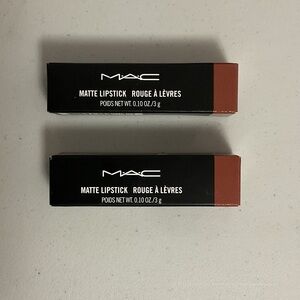 MAC
MATTE LIPSTICK ROUGE À LÈVRES
POIDS NET WT. 0.10 OZ./3 g
MAC
MATTE LIPSTICK ROUGE À LÈVRES
POIDS NET WT. 0.10 OZ./3 g